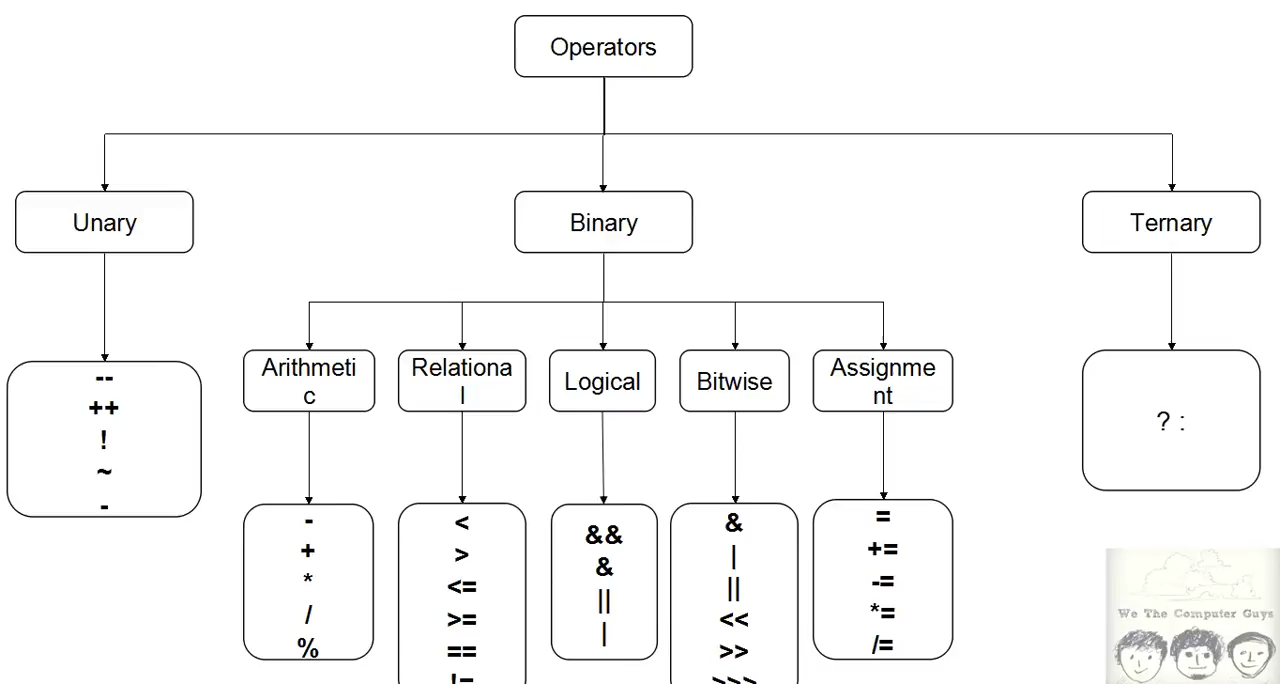 Operators
Unary
Binary
Ternary
--
++
!
~
-
Arithmeti
c
Relationa
l
Logical
Bitwise
Assignme
nt
? :
-
+
*
/
%
<
>
<=
>=
==
!=
&&
&
||
|
&
|
||
<<
>>
>>>
=
+=
-=
*=
/=
We The Computer Guys